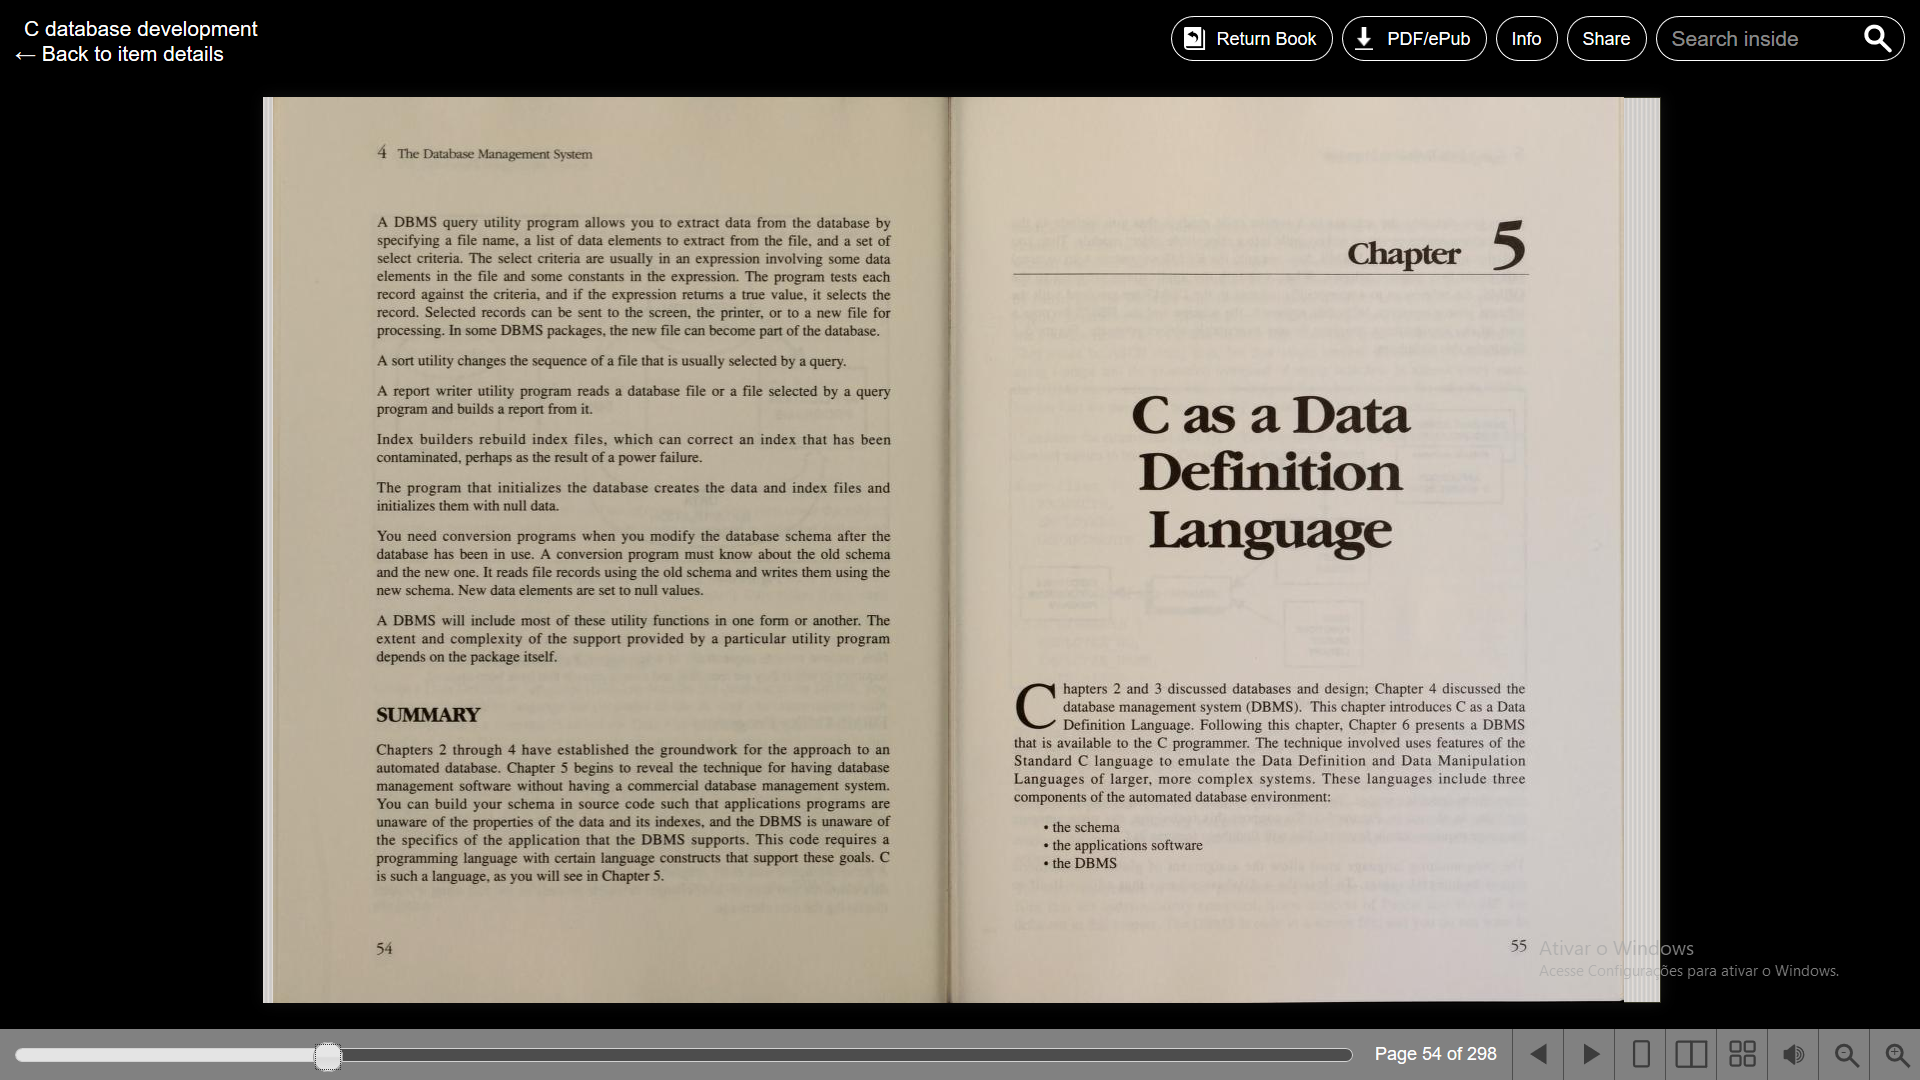 C database development
← Back to item details
Return Book
PDF/ePub
Info
Share
Search inside
4 The Database Management System
A DBMS query utility program allows you to extract data from the database by
specifying a file name, a list of data elements to extract from the file, and a set of
select criteria. The select criteria are usually in an expression involving some data
elements in the file and some constants in the expression. The program tests each
record against the criteria, and if the expression returns a true value, it selects the
record. Selected records can be sent to the screen, the printer, or to a new file for
processing. In some DBMS packages, the new file can become part of the database.
A sort utility changes the sequence of a file that is usually selected by a query.
A report writer utility program reads a database file or a file selected by a query
program and builds a report from it.
Index builders rebuild index files, which can correct an index that has been
contaminated, perhaps as the result of a power failure.
The program that initializes the database creates the data and index files and
initializes them with null data.
You need conversion programs when you modify the database schema after the
database has been in use. A conversion program must know about the old schema
and the new one. It reads file records using the old schema and writes them using the
new schema. New data elements are set to null values.
A DBMS will include most of these utility functions in one form or another. The
extent and complexity of the support provided by a particular utility program
depends on the package itself.
SUMMARY
Chapters 2 through 4 have established the groundwork for the approach to an
automated database. Chapter 5 begins to reveal the technique for having database
management software without having a commercial database management system.
You can build your schema in source code such that applications programs are
unaware of the properties of the data and its indexes, and the DBMS is unaware of
the specifics of the application that the DBMS supports. This code requires a
programming language with certain language constructs that support these goals. C
is such a language, as you will see in Chapter 5.
54
Chapter 5
C as a Data
Definition
Language
Chapters 2 and 3 discussed databases and design; Chapter 4 discussed the
database management system (DBMS). This chapter introduces C as a Data
Definition Language. Following this chapter, Chapter 6 presents a DBMS
that is available to the C programmer. The technique involved uses features of the
Standard C language to emulate the Data Definition and Data Manipulation
Languages of larger, more complex systems. These languages include three
components of the automated database environment:
• the schema
• the applications software
• the DBMS
55
Ativar o Windows
Acesse Configurações para ativar o Windows.
Page 54 of 298